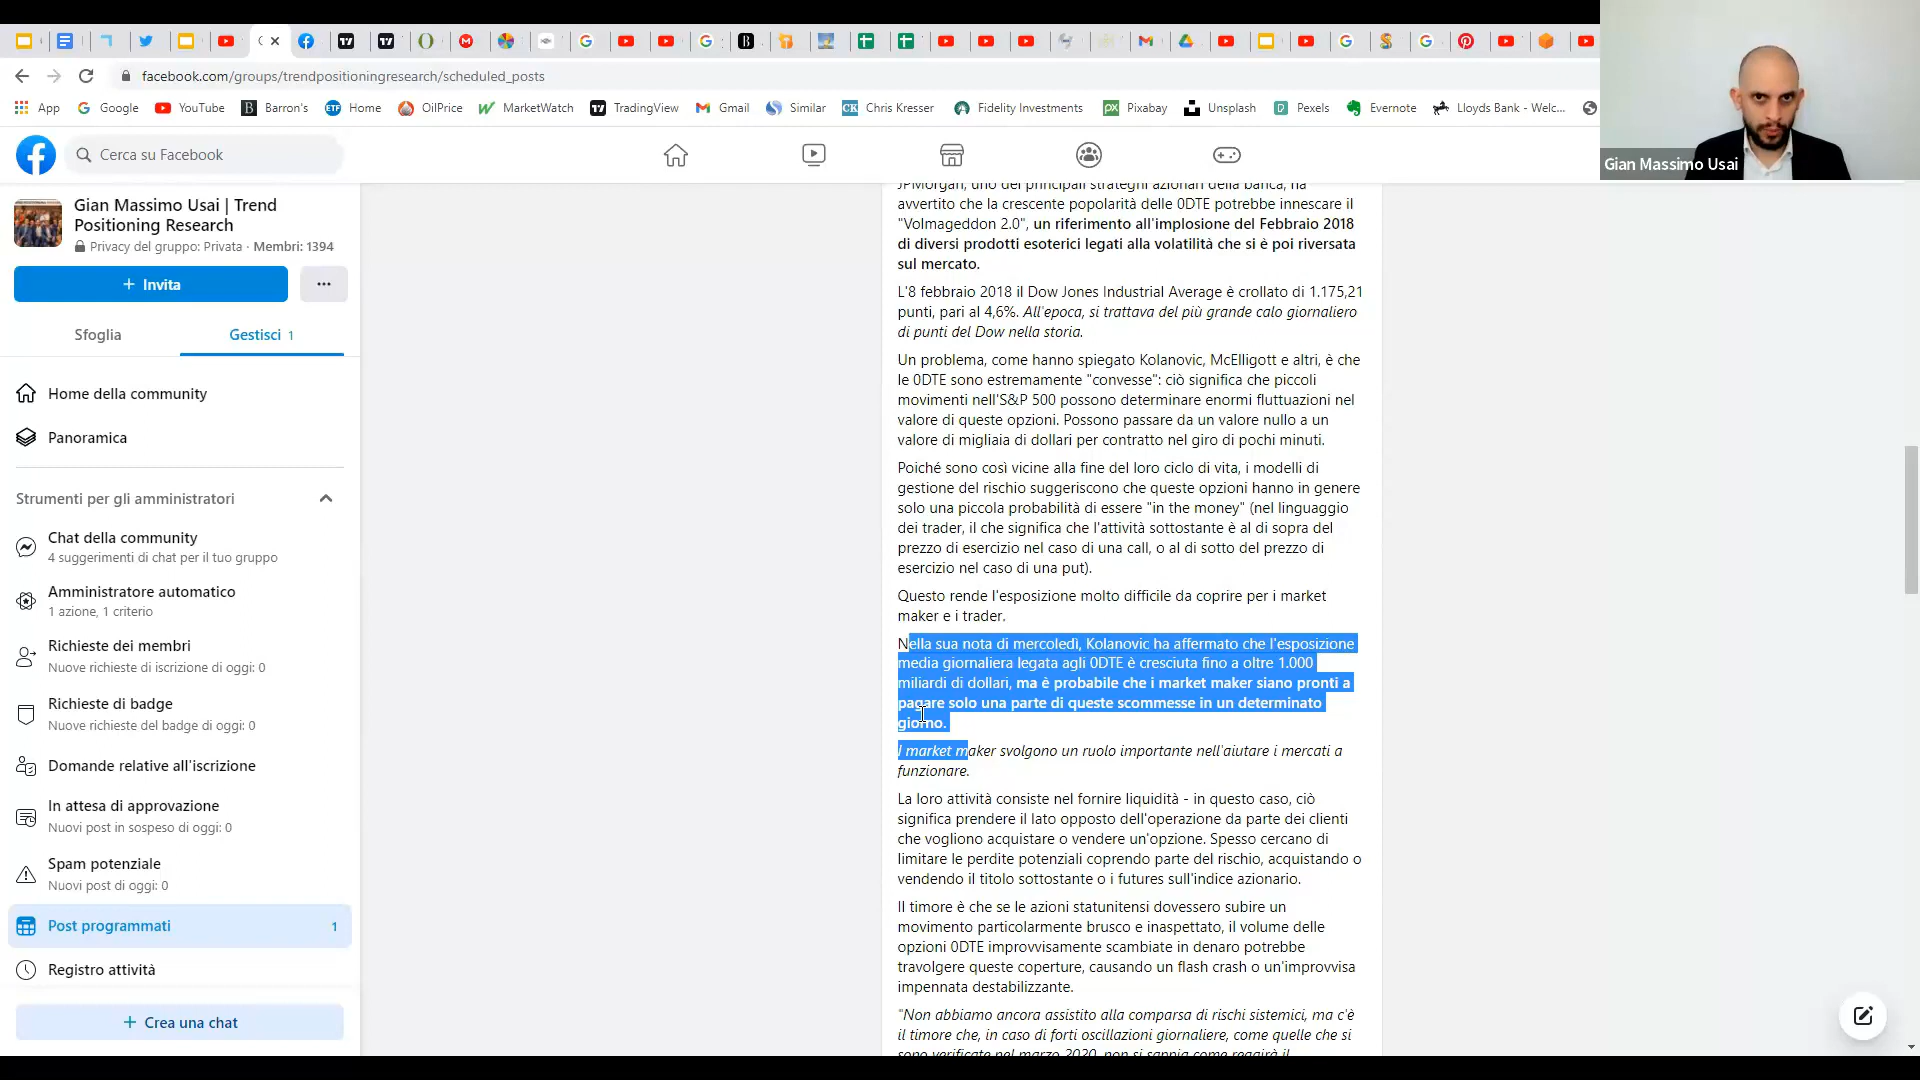 facebook.com/groups/trendpositioningresearch/scheduled_posts
App Google YouTube Barron's Home OilPrice MarketWatch TradingView Gmail Similar Chris Kresser Fidelity Investments Pixabay Unsplash Pexels Evernote Lloyds Bank - Welc...
Gian Massimo Usai
Cerca su Facebook
Gian Massimo Usai | Trend
Positioning Research
Privacy del gruppo: Privata · Membri: 1394
+ Invita
...
Sfoglia
Gestisci 1
Home della community
Panoramica
Strumenti per gli amministratori
Chat della community
4 suggerimenti di chat per il tuo gruppo
Amministratore automatico
1 azione, 1 criterio
Richieste dei membri
Nuove richieste di iscrizione di oggi: 0
Richieste di badge
Nuove richieste del badge di oggi: 0
Domande relative all'iscrizione
In attesa di approvazione
Nuovi post in sospeso di oggi: 0
Spam potenziale
Nuovi post di oggi: 0
Post programmati 1
Registro attività
+ Crea una chat
JPMorgan, uno dei principali strateghi azionari della banca, ha
avvertito che la crescente popolarità delle 0DTE potrebbe innescare il
"Volmageddon 2.0", un riferimento all'implosione del Febbraio 2018
di diversi prodotti esoterici legati alla volatilità che si è poi riversata
sul mercato.
L'8 febbraio 2018 il Dow Jones Industrial Average è crollato di 1.175,21
punti, pari al 4,6%. All'epoca, si trattava del più grande calo giornaliero
di punti del Dow nella storia.
Un problema, come hanno spiegato Kolanovic, McElligott e altri, è che
le 0DTE sono estremamente "convesse": ciò significa che piccoli
movimenti nell'S&P 500 possono determinare enormi fluttuazioni nel
valore di queste opzioni. Possono passare da un valore nullo a un
valore di migliaia di dollari per contratto nel giro di pochi minuti.
Poiché sono così vicine alla fine del loro ciclo di vita, i modelli di
gestione del rischio suggeriscono che queste opzioni hanno in genere
solo una piccola probabilità di essere "in the money" (nel linguaggio
dei trader, il che significa che l'attività sottostante è al di sopra del
prezzo di esercizio nel caso di una call, o al di sotto del prezzo di
esercizio nel caso di una put).
Questo rende l'esposizione molto difficile da coprire per i market
maker e i trader.
Nella sua nota di mercoledì, Kolanovic ha affermato che l'esposizione
media giornaliera legata agli 0DTE è cresciuta fino a oltre 1.000
miliardi di dollari, ma è probabile che i market maker siano pronti a
pagare solo una parte di queste scommesse in un determinato
giorno.
I market maker svolgono un ruolo importante nell'aiutare i mercati a
funzionare.
La loro attività consiste nel fornire liquidità - in questo caso, ciò
significa prendere il lato opposto dell'operazione da parte dei clienti
che vogliono acquistare o vendere un'opzione. Spesso cercano di
limitare le perdite potenziali coprendo parte del rischio, acquistando o
vendendo il titolo sottostante o i futures sull'indice azionario.
Il timore è che se le azioni statunitensi dovessero subire un
movimento particolarmente brusco e inaspettato, il volume delle
opzioni 0DTE improvvisamente scambiate in denaro potrebbe
travolgere queste coperture, causando un flash crash o un'improvvisa
impennata destabilizzante.
"Non abbiamo ancora assistito alla comparsa di rischi sistemici, ma c'è
il timore che, in caso di forti oscillazioni giornaliere, come quelle che si
sono verificate nel marzo 2020, non si sappia come reagirà il